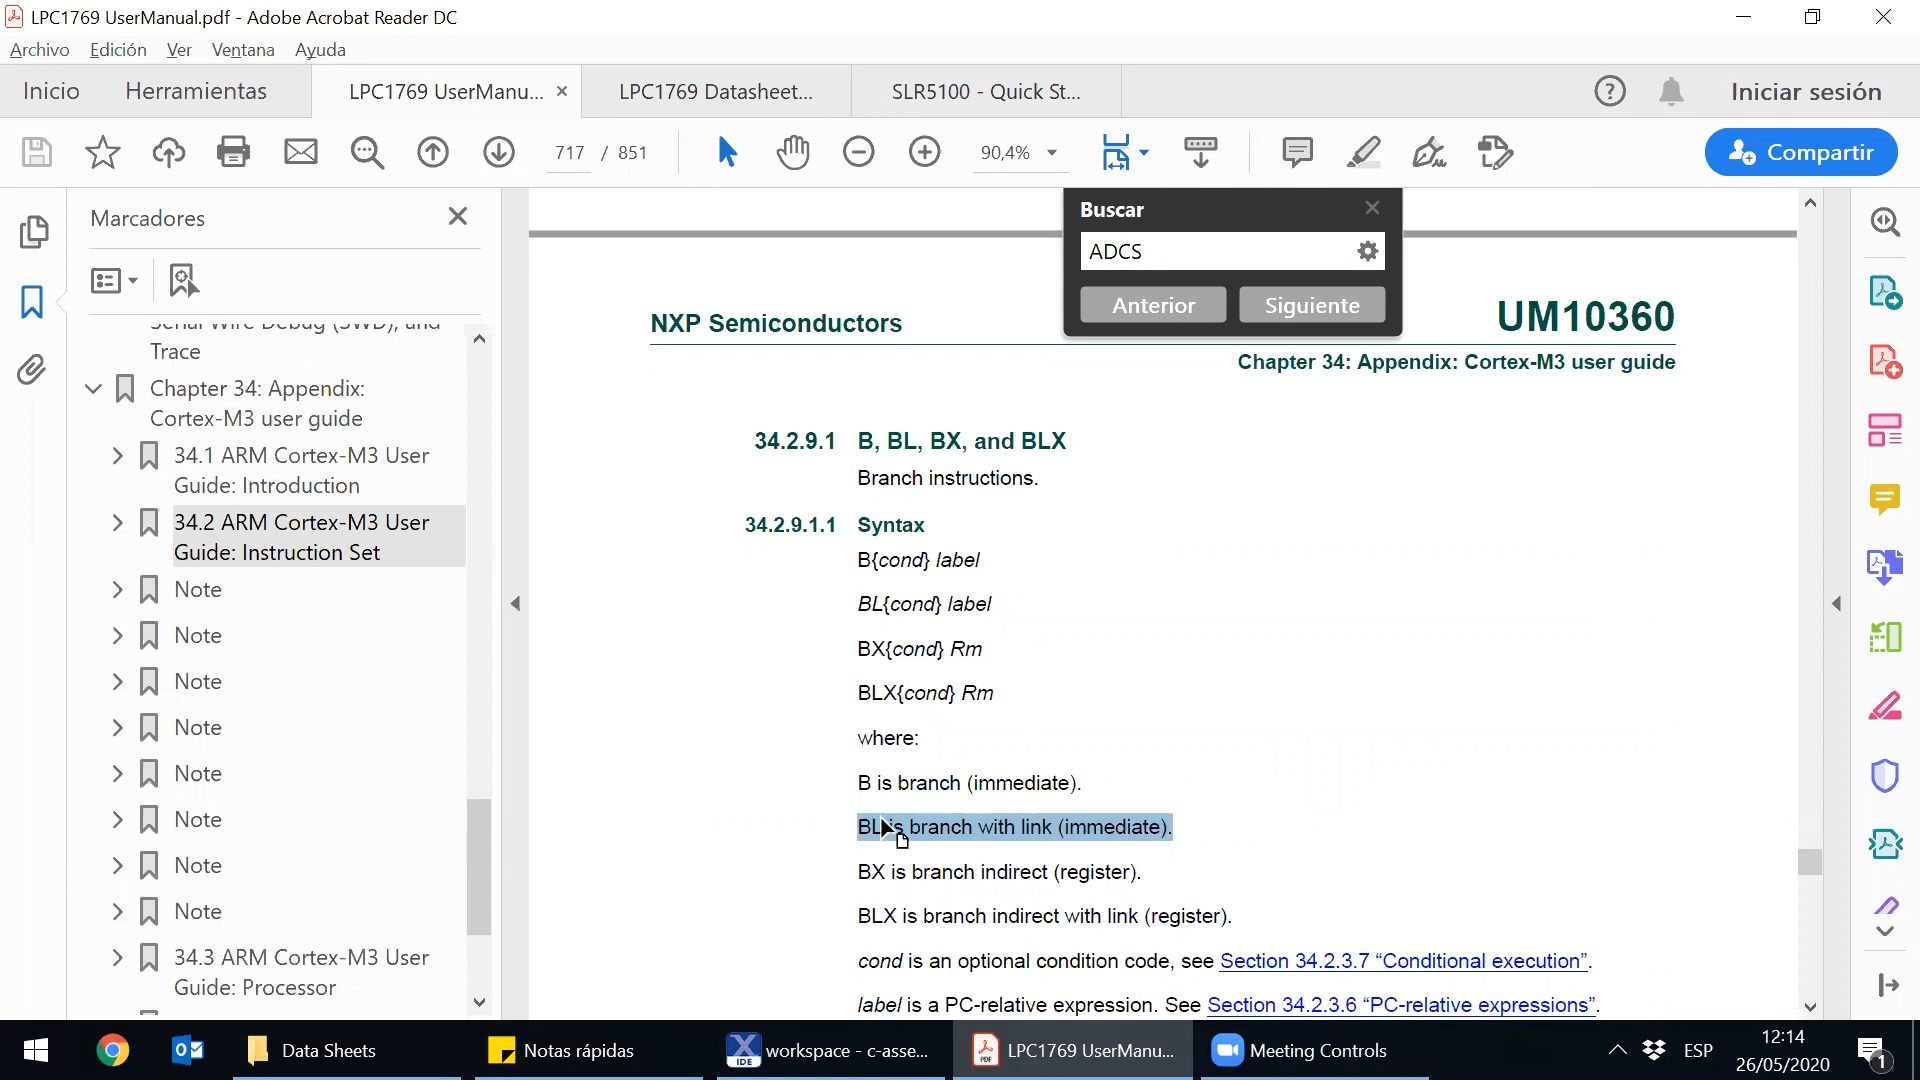 LPC1769 UserManual.pdf - Adobe Acrobat Reader DC
Archivo Edición Ver Ventana Ayuda
Inicio Herramientas LPC1769 UserManu... LPC1769 Datasheet... SLR5100 - Quick St... Iniciar sesión
717 / 851 90,4% Compartir
Marcadores
Buscar
ADCS
Anterior Siguiente
Trace
Chapter 34: Appendix:
Cortex-M3 user guide
34.1 ARM Cortex-M3 User
Guide: Introduction
34.2 ARM Cortex-M3 User
Guide: Instruction Set
Note
Note
Note
Note
Note
Note
Note
Note
34.3 ARM Cortex-M3 User
Guide: Processor
NXP Semiconductors UM10360
Chapter 34: Appendix: Cortex-M3 user guide
34.2.9.1 B, BL, BX, and BLX
Branch instructions.
34.2.9.1.1 Syntax
B{cond} label
BL{cond} label
BX{cond} Rm
BLX{cond} Rm
where:
B is branch (immediate).
BL is branch with link (immediate).
BX is branch indirect (register).
BLX is branch indirect with link (register).
cond is an optional condition code, see Section 34.2.3.7 “Conditional execution”.
label is a PC-relative expression. See Section 34.2.3.6 “PC-relative expressions”.
Data Sheets Notas rápidas workspace - c-asse... LPC1769 UserManu... Meeting Controls ESP 12:14
26/05/2020 1